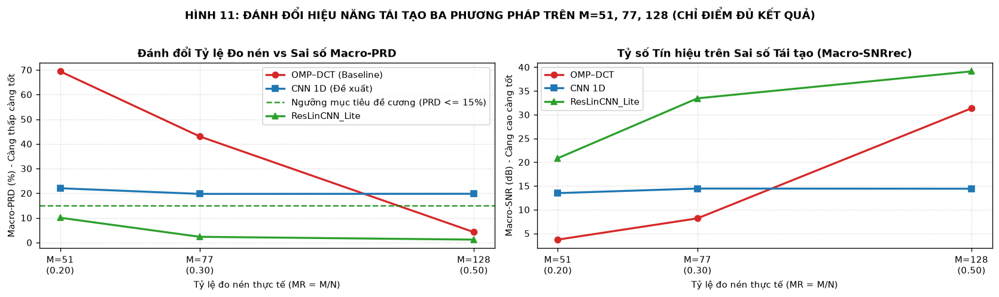 HÌNH 11: ĐÁNH ĐỔI HIỆU NĂNG TÁI TẠO BA PHƯƠNG PHÁP TRÊN M=51, 77, 128 (CHỈ ĐIỂM ĐỦ KẾT QUẢ)
Đánh đổi Tỷ lệ Đo nén vs Sai số Macro-PRD
Macro-PRD (%) - Càng thấp càng tốt
70
60
50
40
30
20
10
0
OMP–DCT (Baseline)
CNN 1D (Đề xuất)
Ngưỡng mục tiêu đề cương (PRD <= 15%)
ResLinCNN_Lite
M=51
(0.20)
M=77
(0.30)
M=128
(0.50)
Tỷ lệ đo nén thực tế (MR = M/N)
Tỷ số Tín hiệu trên Sai số Tái tạo (Macro-SNRrec)
Macro-SNR (dB) - Càng cao càng tốt
40
35
30
25
20
15
10
5
OMP–DCT
CNN 1D
ResLinCNN_Lite
M=51
(0.20)
M=77
(0.30)
M=128
(0.50)
Tỷ lệ đo nén thực tế (MR = M/N)